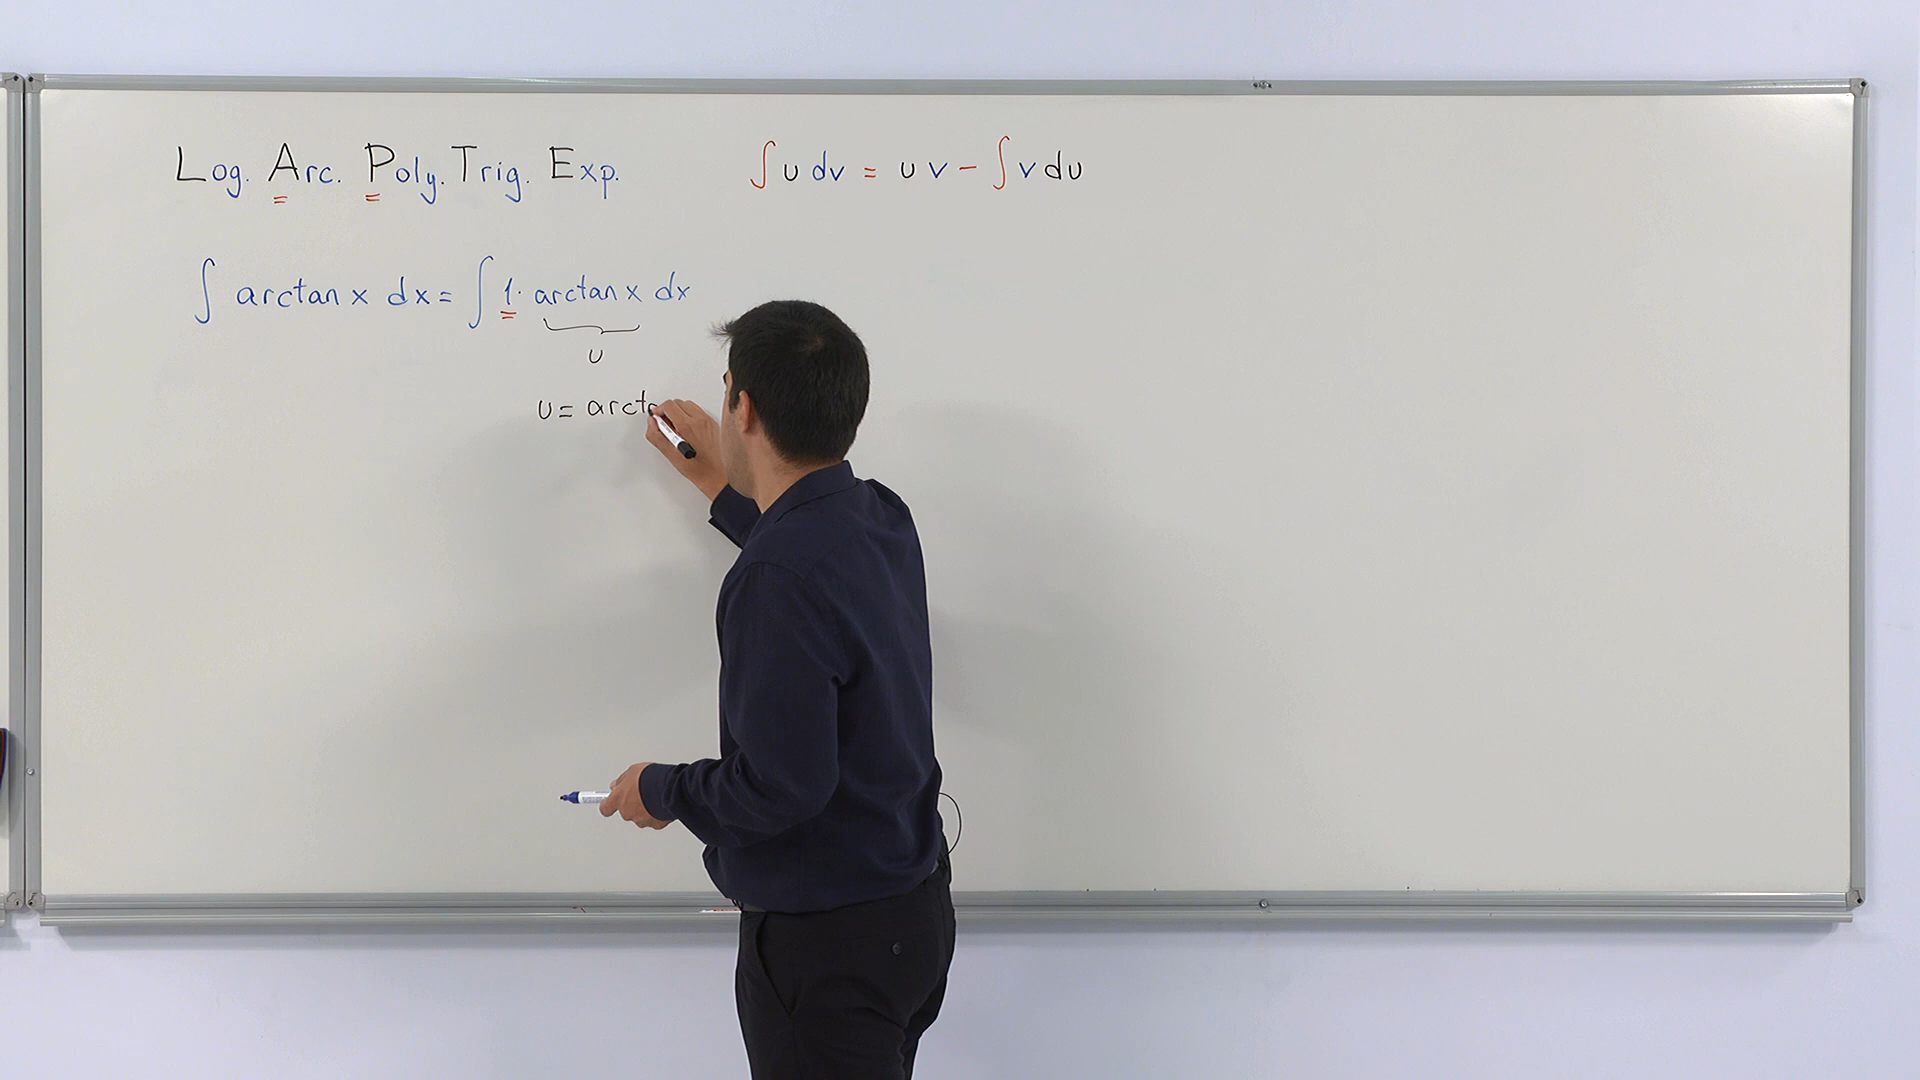 Log. Arc. Poly. Trig. Exp.
∫ u dv = u v - ∫ v du
∫ arctan x dx = ∫ 1. arctan x dx
u
u = arct